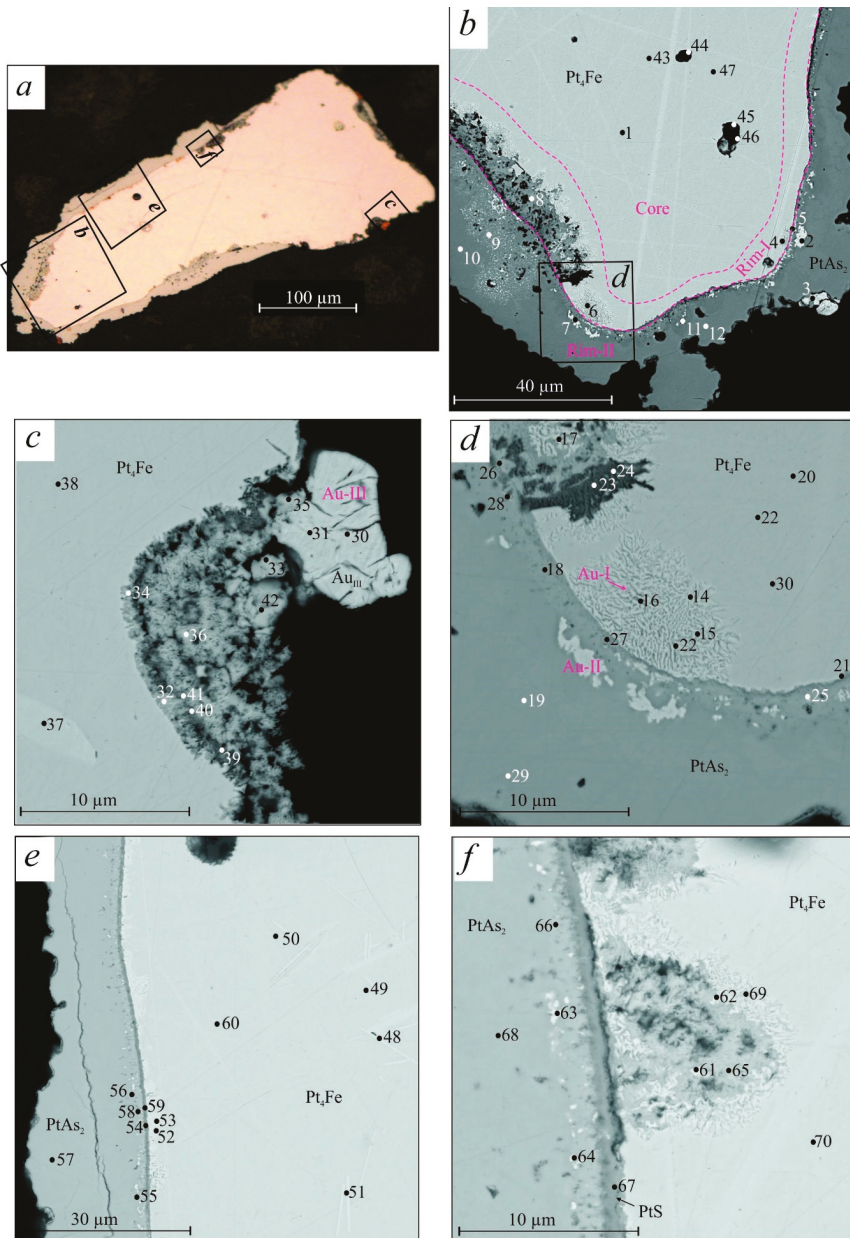 a
f
e
c
b
100 µm
b
44
43
47
Pt₄Fe
45
46
1
8
Core
9
5
10
4
2
Rim-I
PtAs₂
d
6
3
7
11
12
Rim-II
40 µm
c
Pt₄Fe
38
Au-III
35
31
30
33
Au_III
34
42
36
32
41
40
37
39
10 µm
d
17
Pt₄Fe
26
24
20
23
28
22
18
Au-I
30
16
14
15
27
22
21
Au-II
19
25
29
PtAs₂
10 µm
e
50
49
60
48
56
59
Pt₄Fe
58
53
54
52
PtAs₂
57
55
51
30 µm
f
Pt₄Fe
PtAs₂
66
62
69
63
68
61
65
70
64
67
PtS
10 µm